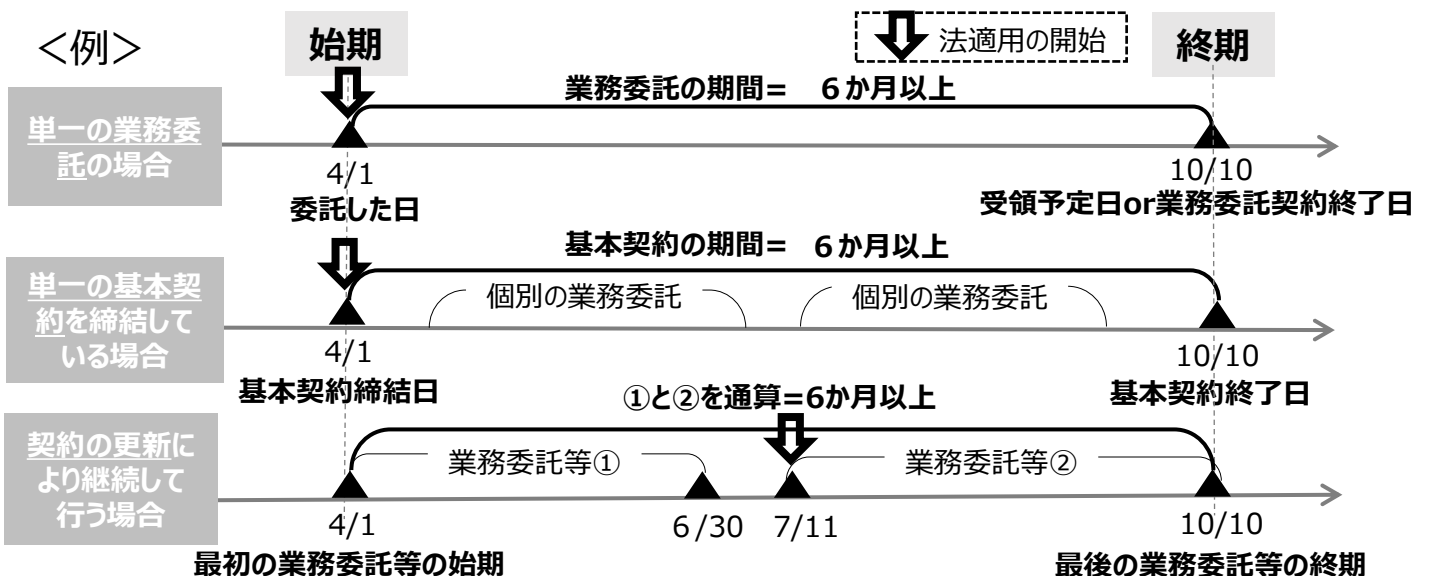 <例>
始期
法適用の開始
終期
単一の業務委
託の場合
業務委託の期間= 6か月以上
4/1
委託した日
10/10
受領予定日or業務委託契約終了日
単一の基本契
約を締結して
いる場合
基本契約の期間= 6か月以上
個別の業務委託
個別の業務委託
4/1
基本契約締結日
10/10
基本契約終了日
契約の更新に
より継続して
行う場合
①と②を通算=6か月以上
業務委託等①
業務委託等②
4/1
6/30
7/11
10/10
最初の業務委託等の始期
最後の業務委託等の終期